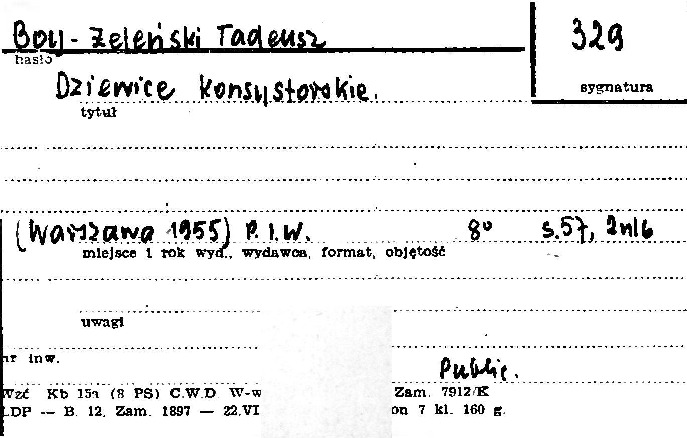 Boy-Żeleński Tadeusz 329
hasło
Dziewice Konsystorskie. sygnatura
tytuł
(Warszawa 1955) P.I.W. 8° s.57, 2nlb
miejsce i rok wyd., wydawca, format, objętość
uwagi
nr inw.
Public.
Wzć Kb 15a (8 PS) C.W.D W-w Zam. 7912/K
LDP — B. 12. Zam. 1897 — 22.VI on 7 kl. 160 g.